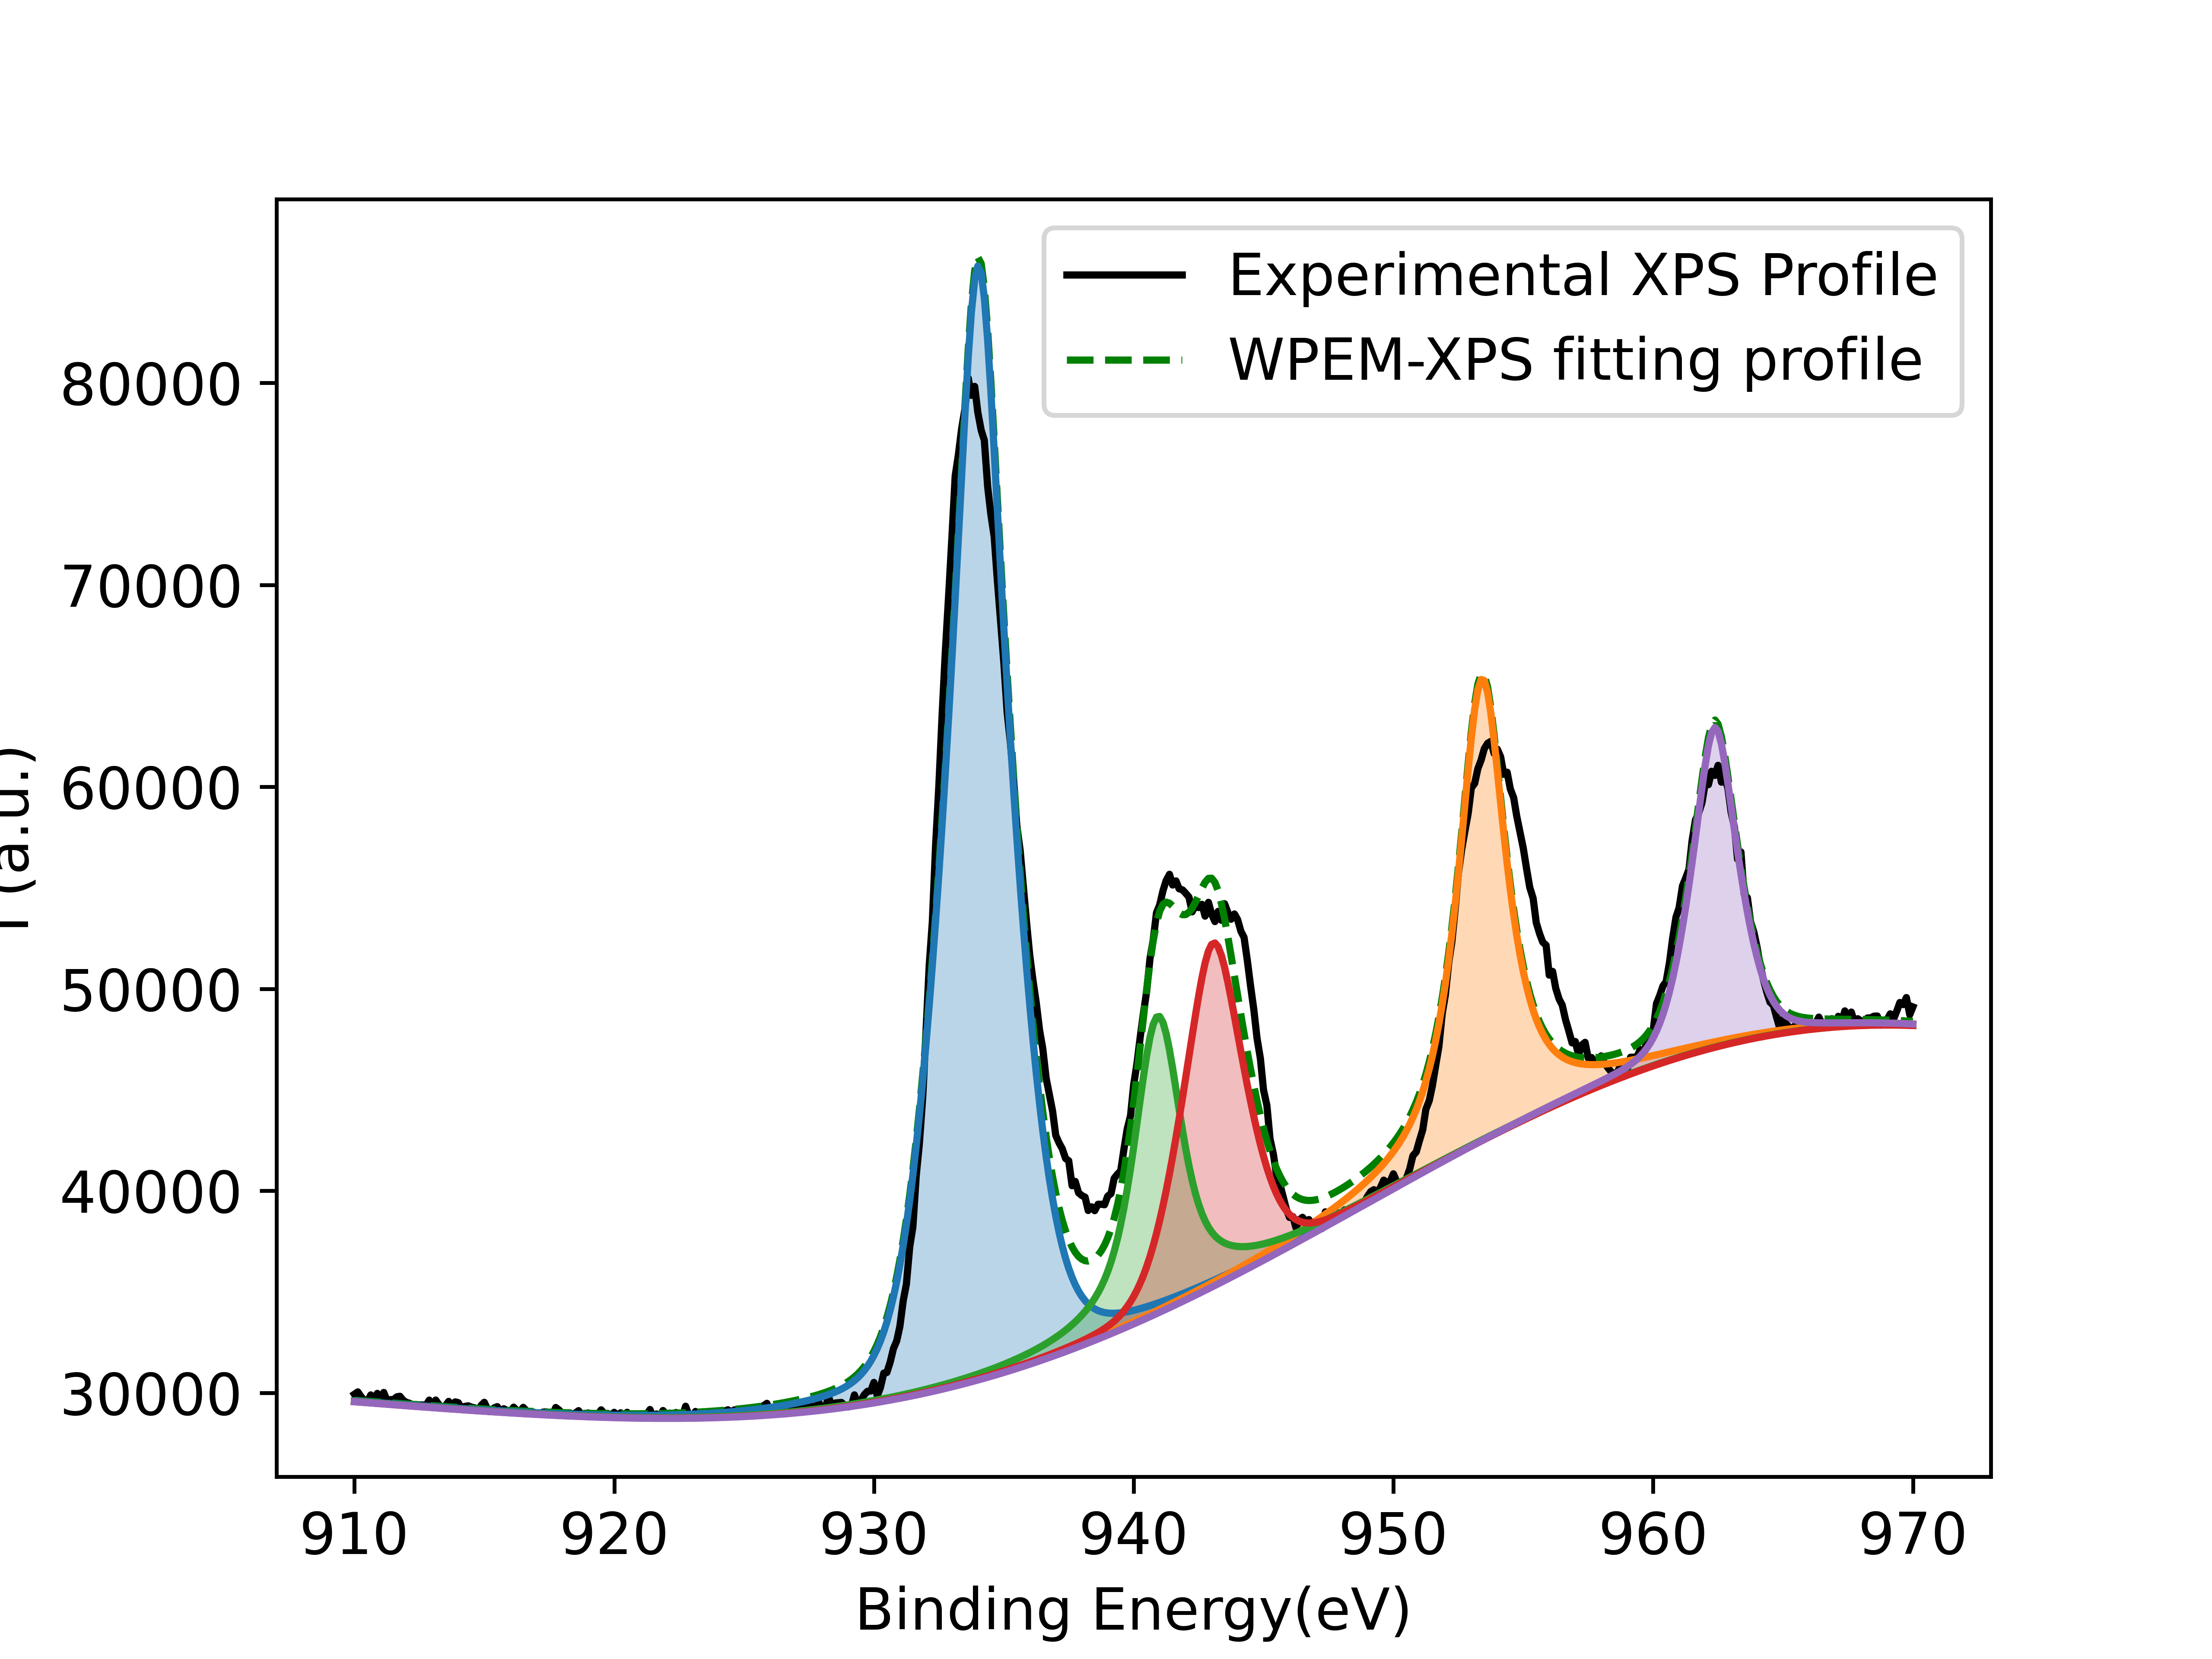 Experimental XPS Profile
WPEM-XPS fitting profile
80000
70000
60000
50000
40000
30000
(a.u.)
910 920 930 940 950 960 970
Binding Energy(eV)